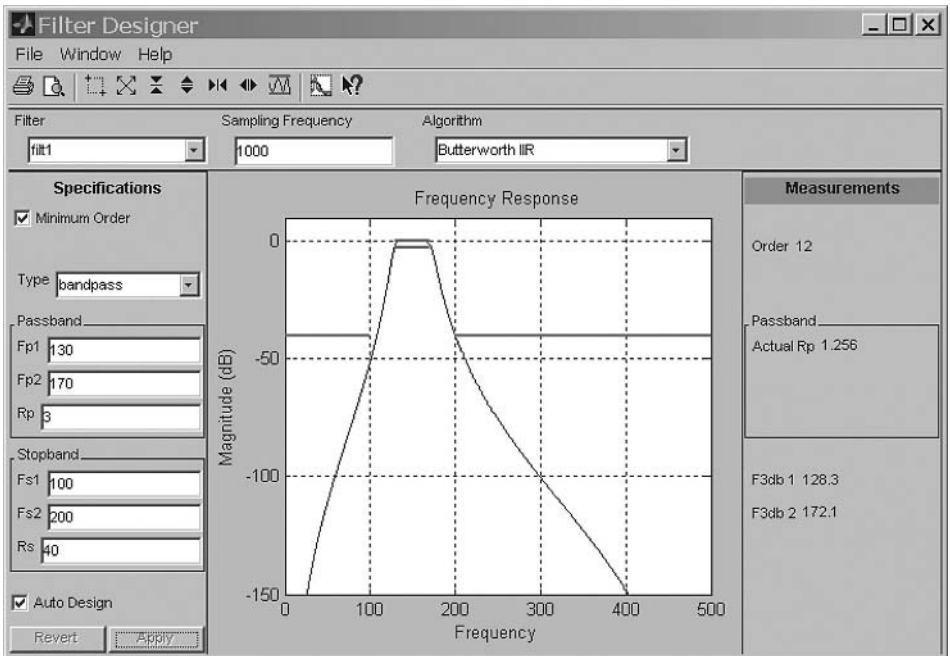 Filter Designer
File Window Help
Filter
Sampling Frequency
Algorithm
filt1
1000
Butterworth IIR
Specifications
Minimum Order
Type bandpass
Passband
Fp1 130
Fp2 170
Rp 3
Stopband
Fs1 100
Fs2 200
Rs 40
Auto Design
Revert Apply
Frequency Response
Magnitude (dB)
0
-50
-100
-150
0 100 200 300 400 500
Frequency
Measurements
Order 12
Passband
Actual Rp 1.256
F3db 1 128.3
F3db 2 172.1